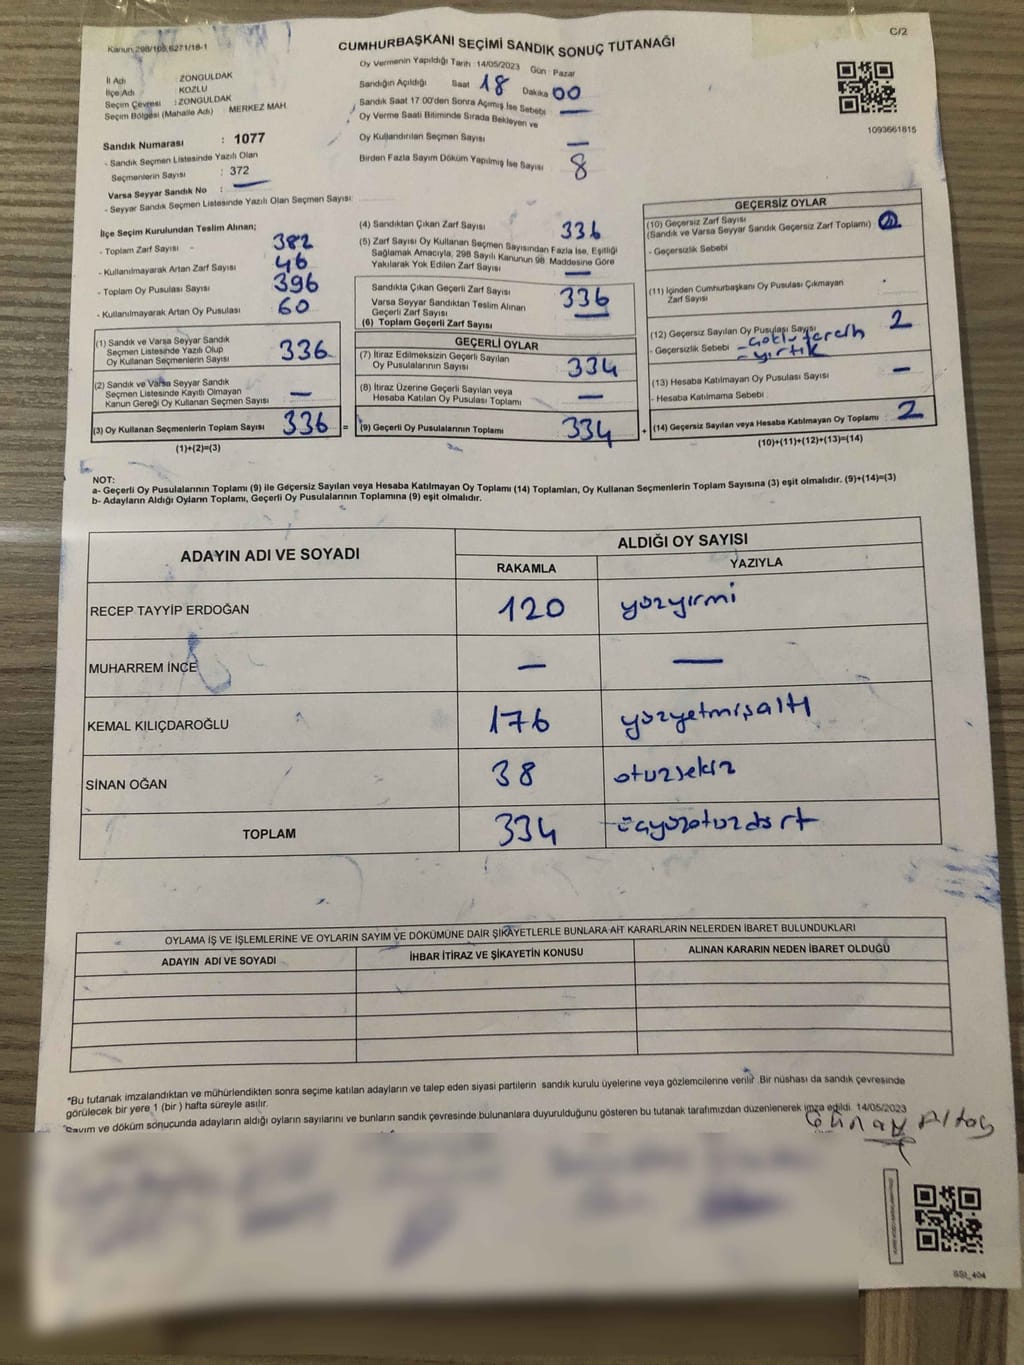 Kanun 298/105,6271/18-1
C/2
CUMHURBAŞKANI SEÇİMİ SANDIK SONUÇ TUTANAĞI
İl Adı : ZONGULDAK
İlçe Adı : KOZLU
Seçim Çevresi : ZONGULDAK
Seçim Bölgesi (Mahalle Adı) : MERKEZ MAH.
Oy Vermenin Yapıldığı Tarih : 14/05/2023 Gün : Pazar
Sandığın Açıldığı Saat 18 Dakika 00
Sandık Saat 17 00'den Sonra Açımış İse Sebebi : —
Oy Verme Saati Bitiminde Sırada Bekleyen ve
Oy Kullandırılan Seçmen Sayısı —
Birden Fazla Sayım Döküm Yapılmış İse Sayısı 8
1093661815
Sandık Numarası : 1077
- Sandık Seçmen Listesinde Yazılı Olan
Seçmenlerin Sayısı : 372
Varsa Seyyar Sandık No : —
- Seyyar Sandık Seçmen Listesinde Yazılı Olan Seçmen Sayısı:
İlçe Seçim Kurulundan Teslim Alınan;
- Toplam Zarf Sayısı 382
- Kullanılmayarak Artan Zarf Sayısı 46
- Toplam Oy Pusulası Sayısı 396
- Kullanılmayarak Artan Oy Pusulası 60
(1) Sandık ve Varsa Seyyar Sandık
Seçmen Listesinde Yazılı Olup
Oy Kullanan Seçmenlerin Sayısı 336
(2) Sandık ve Varsa Seyyar Sandık
Seçmen Listesinde Kayıtlı Olmayan
Kanun Gereği Oy Kullanan Seçmen Sayısı —
(3) Oy Kullanan Seçmenlerin Toplam Sayısı 336 =
(1)+(2)=(3)
(4) Sandıktan Çıkan Zarf Sayısı 336
(5) Zarf Sayısı Oy Kullanan Seçmen Sayısından Fazla İse, Eşitliği
Sağlamak Amacıyla, 298 Sayılı Kanunun 98. Maddesine Göre
Yakılarak Yok Edilen Zarf Sayısı —
Sandıkta Çıkan Geçerli Zarf Sayısı 336
Varsa Seyyar Sandıktan Teslim Alınan
Geçerli Zarf Sayısı —
(6) Toplam Geçerli Zarf Sayısı
GEÇERLİ OYLAR
(7) İtiraz Edilmeksizin Geçerli Sayılan
Oy Pusulalarının Sayısı 334
(8) İtiraz Üzerine Geçerli Sayılan veya
Hesaba Katılan Oy Pusulası Toplamı —
(9) Geçerli Oy Pusulalarının Toplamı 334 +
GEÇERSİZ OYLAR
(10) Geçersiz Zarf Sayısı
(Sandık ve Varsa Seyyar Sandık Geçersiz Zarf Toplamı)
- Geçersizlik Sebebi
(11) İçinden Cumhurbaşkanı Oy Pusulası Çıkmayan
Zarf Sayısı
(12) Geçersiz Sayılan Oy Pusulası Sayısı 2
- Geçersizlik Sebebi - Çoklu tercih
- yırtık
(13) Hesaba Katılmayan Oy Pusulası Sayısı —
- Hesaba Katılmama Sebebi
(14) Geçersiz Sayılan veya Hesaba Katılmayan Oy Toplamı 2
(10)+(11)+(12)+(13)=(14)
NOT:
a- Geçerli Oy Pusulalarının Toplamı (9) ile Geçersiz Sayılan veya Hesaba Katılmayan Oy Toplamı (14) Toplamları, Oy Kullanan Seçmenlerin Toplam Sayısına (3) eşit olmalıdır. (9)+(14)=(3)
b- Adayların Aldığı Oyların Toplamı, Geçerli Oy Pusulalarının Toplamına (9) eşit olmalıdır.
ADAYIN ADI VE SOYADI ALDIĞI OY SAYISI
RAKAMLA YAZIYLA
RECEP TAYYİP ERDOĞAN 120 yüzyirmi
MUHARREM İNCE — —
KEMAL KILIÇDAROĞLU 176 yüzyetmişaltı
SİNAN OĞAN 38 otuzsekiz
TOPLAM 334 üçyüzotuzdört
OYLAMA İŞ VE İŞLEMLERİNE VE OYLARIN SAYIM VE DÖKÜMÜNE DAİR ŞİKAYETLERLE BUNLARA AİT KARARLARIN NELERDEN İBARET BULUNDUKLARI
ADAYIN ADI VE SOYADI İHBAR İTİRAZ VE ŞİKAYETİN KONUSU ALINAN KARARIN NEDEN İBARET OLDUĞU
*Bu tutanak imzalandıktan ve mühürlendikten sonra seçime katılan adayların ve talep eden siyasi partilerin sandık kurulu üyelerine veya gözlemcilerine verilir .Bir nüshası da sandık çevresinde
görülecek bir yere 1 (bir ) hafta süreyle asılır.
*Sayım ve döküm sonucunda adayların aldığı oyların sayılarını ve bunların sandık çevresinde bulunanlara duyurulduğunu gösteren bu tutanak tarafımızdan düzenlenerek imza edildi. 14/05/2023
Günay Altaş
SSI_404